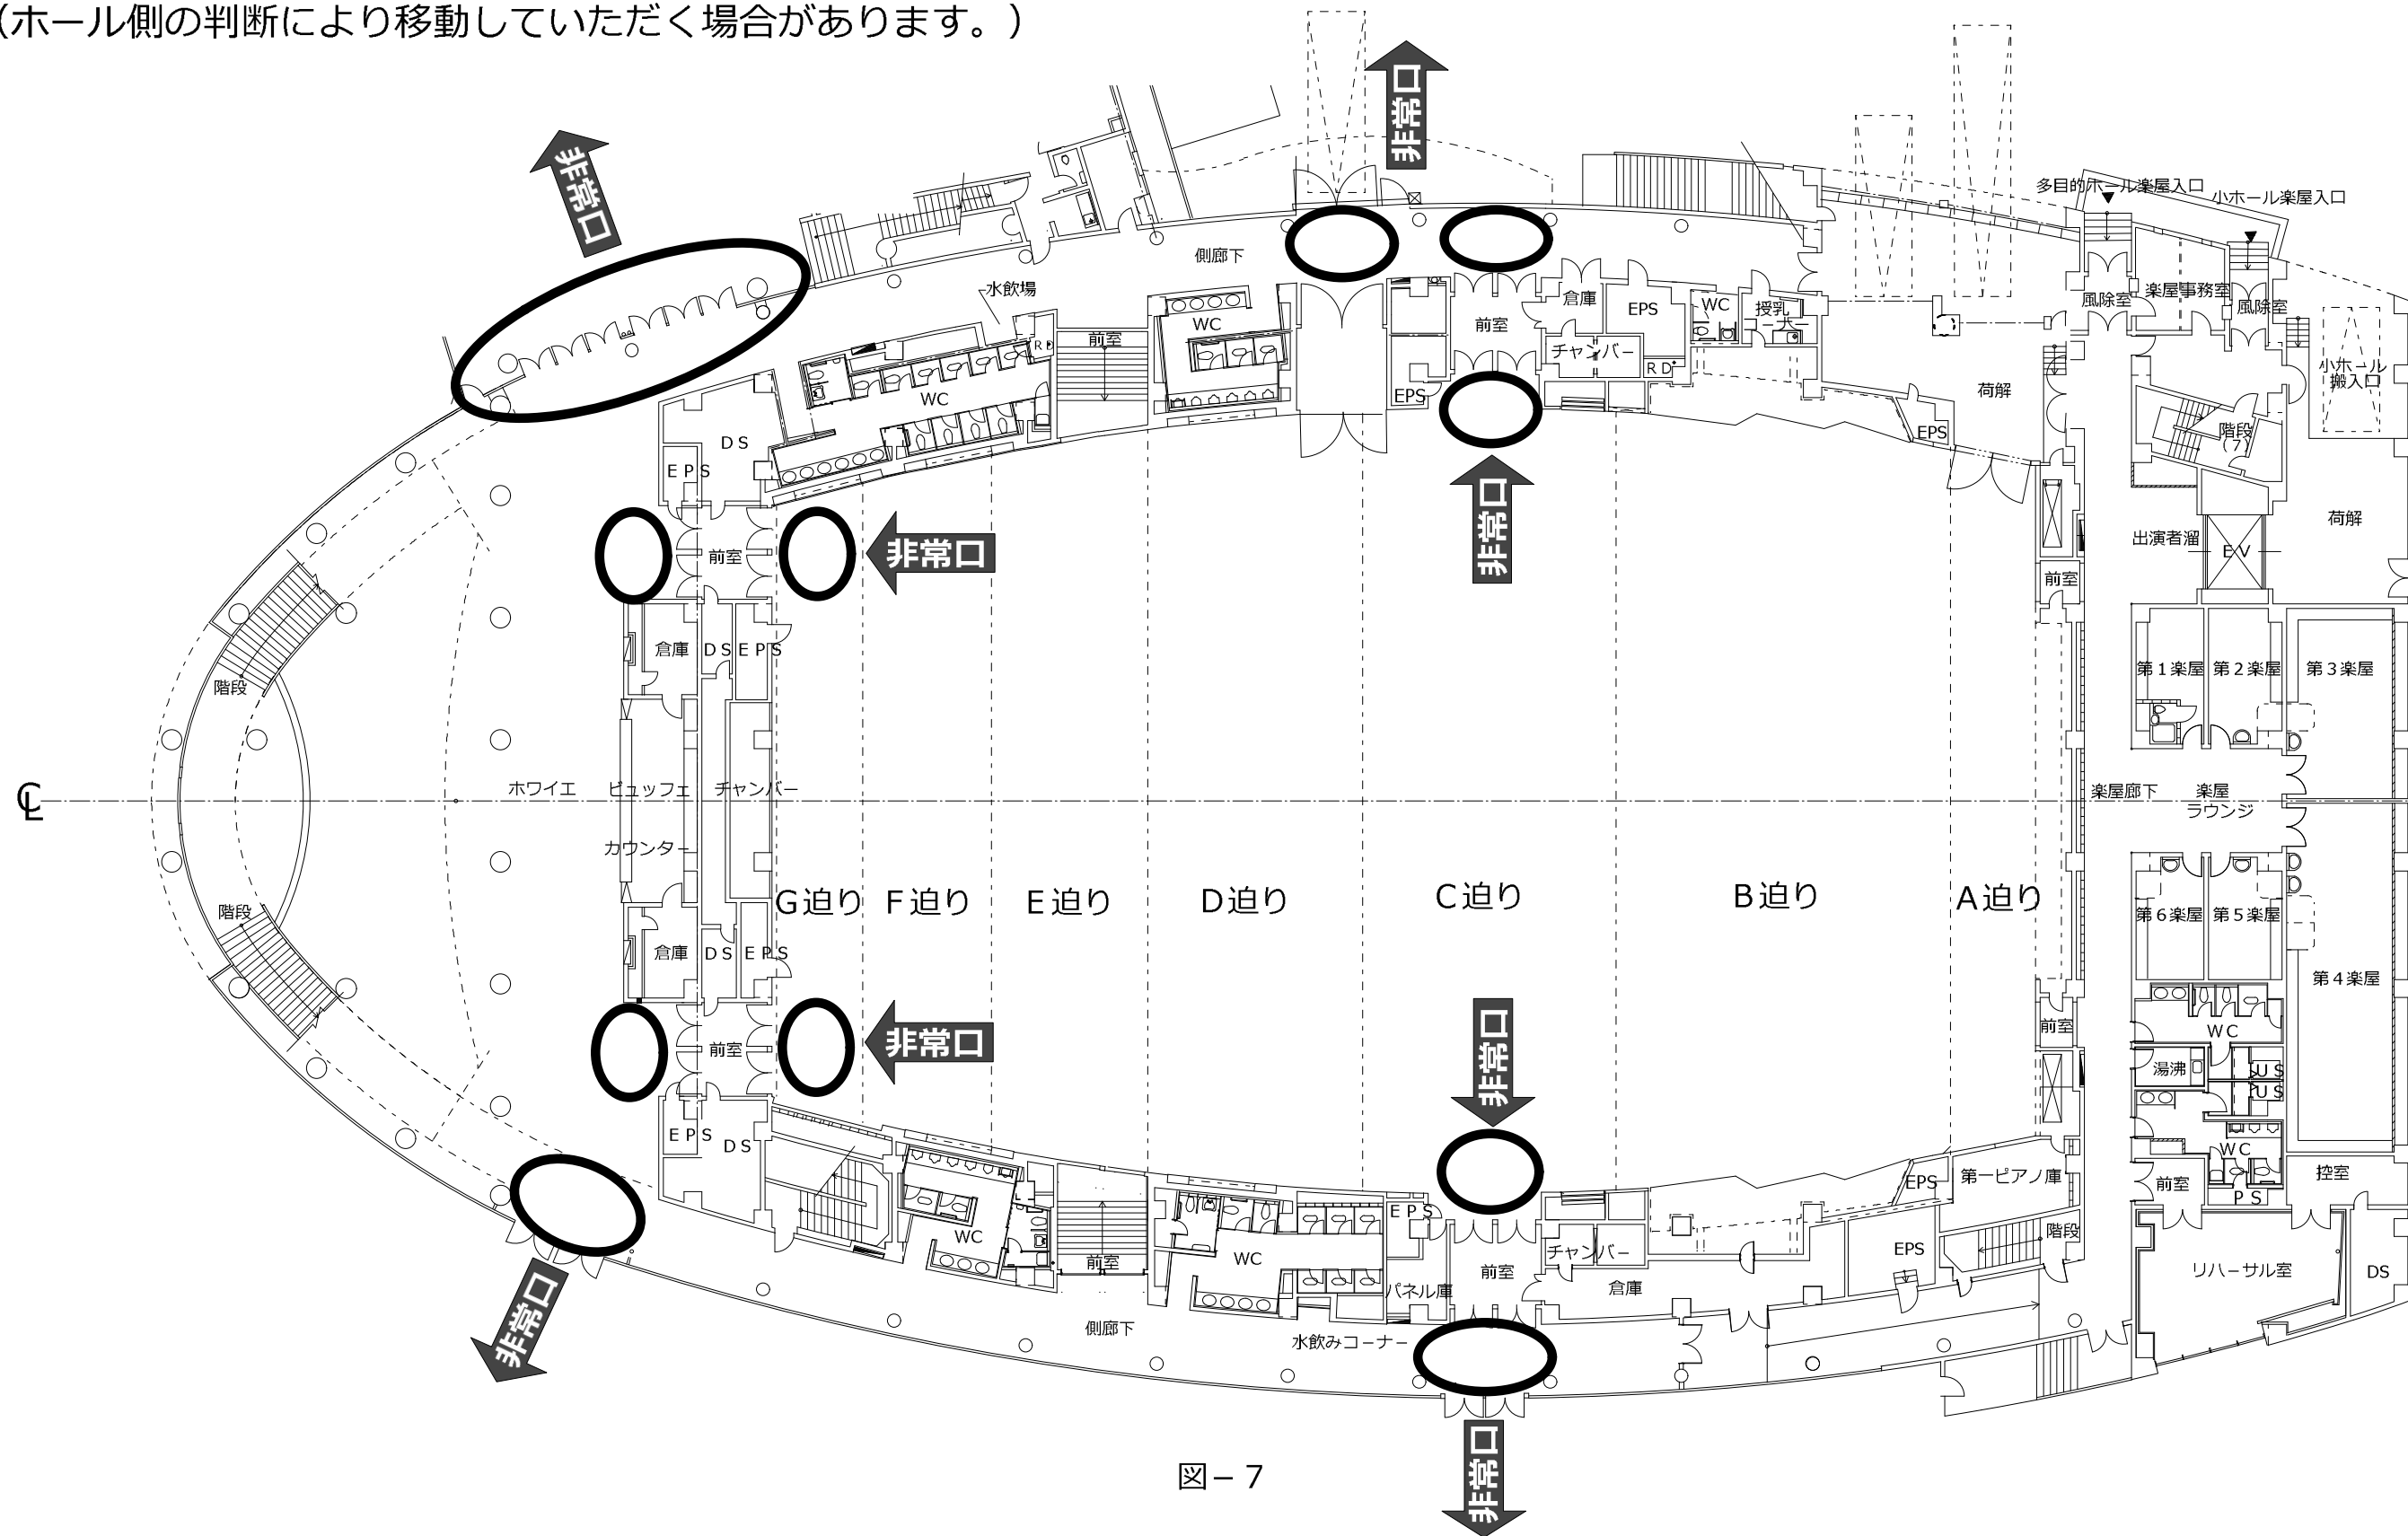 （ホール側の判断により移動していただく場合があります。）
非常口
非常口
多目的ホール楽屋入口
小ホール楽屋入口
側廊下
水飲場
前室
WC
WC
RD
前室
倉庫
EPS
WC
授乳
コーナー
チャンバー
RD
EPS
荷解
EPS
風除室
楽屋事務室
風除室
小ホール
搬入口
階段
(7)
DS
EPS
非常口
前室
非常口
出演者溜
EV
荷解
前室
倉庫
DS
EPS
第1楽屋
第2楽屋
第3楽屋
階段
CL
ホワイエ
ビュッフェ
チャンバー
楽屋廊下
楽屋
ラウンジ
カウンター
G迫り
F迫り
E迫り
D迫り
C迫り
B迫り
A迫り
階段
第6楽屋
第5楽屋
倉庫
DS
EPS
第4楽屋
前室
非常口
非常口
前室
WC
湯沸
US
US
EPS
DS
WC
前室
PS
控室
EPS
第一ピアノ庫
EPS
階段
WC
前室
WC
パネル庫
前室
チャンバー
倉庫
EPS
リハーサル室
DS
非常口
側廊下
水飲みコーナー
非常口
図－7